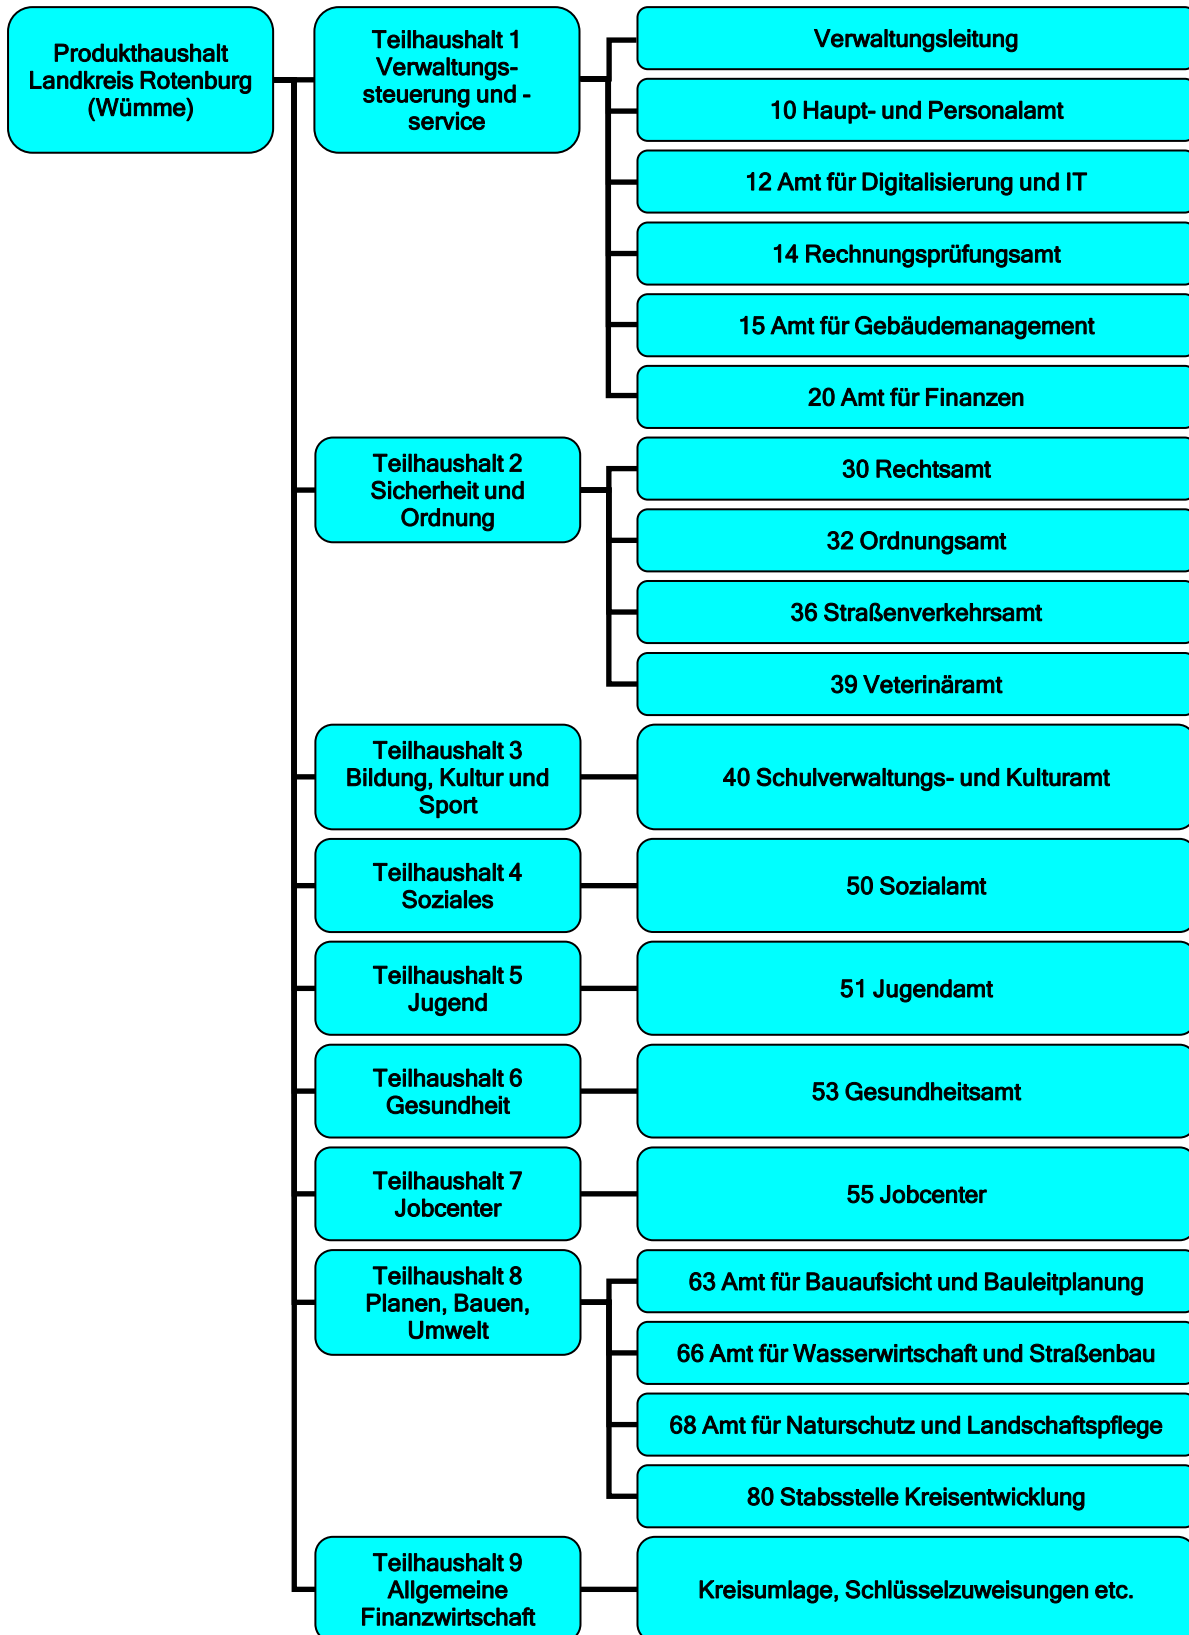 Produkthaushalt
Landkreis Rotenburg
(Wümme)
Teilhaushalt 1
Verwaltungs-
steuerung und -
service
Verwaltungsleitung
10 Haupt- und Personalamt
12 Amt für Digitalisierung und IT
14 Rechnungsprüfungsamt
15 Amt für Gebäudemanagement
20 Amt für Finanzen
Teilhaushalt 2
Sicherheit und
Ordnung
30 Rechtsamt
32 Ordnungsamt
36 Straßenverkehrsamt
39 Veterinäramt
Teilhaushalt 3
Bildung, Kultur und
Sport
40 Schulverwaltungs- und Kulturamt
Teilhaushalt 4
Soziales
50 Sozialamt
Teilhaushalt 5
Jugend
51 Jugendamt
Teilhaushalt 6
Gesundheit
53 Gesundheitsamt
Teilhaushalt 7
Jobcenter
55 Jobcenter
Teilhaushalt 8
Planen, Bauen,
Umwelt
63 Amt für Bauaufsicht und Bauleitplanung
66 Amt für Wasserwirtschaft und Straßenbau
68 Amt für Naturschutz und Landschaftspflege
80 Stabsstelle Kreisentwicklung
Teilhaushalt 9
Allgemeine
Finanzwirtschaft
Kreisumlage, Schlüsselzuweisungen etc.